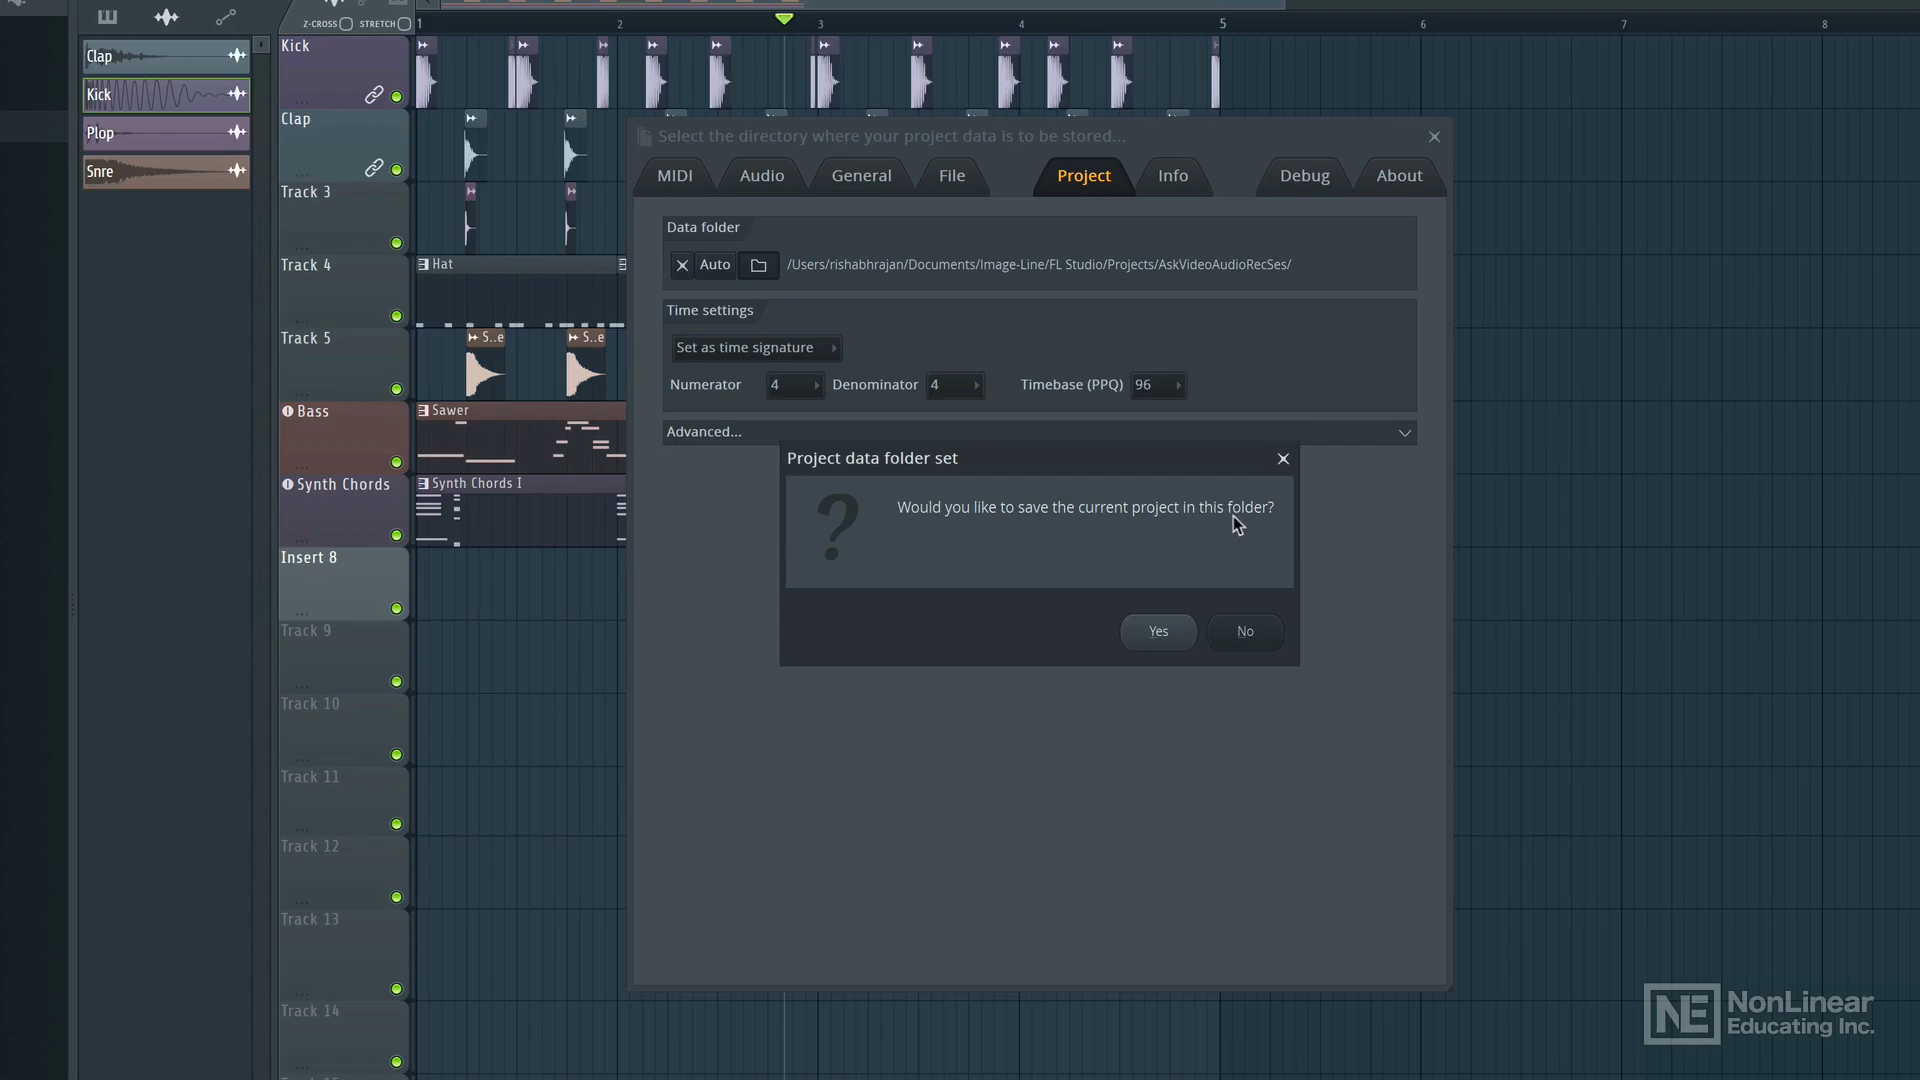 Z-CROSS STRETCH 1 2 3 4 5 6 7 8
Clap
Kick
Plop
Snre
Kick
Clap
Track 3
Track 4
Hat
Track 5
S..e S..e
Bass
Sawer
Synth Chords
Synth Chords I
Insert 8
Track 9
Track 10
Track 11
Track 12
Track 13
Track 14
Select the directory where your project data is to be stored...
MIDI Audio General File Project Info Debug About
Data folder
Auto /Users/rishabhrajan/Documents/Image-Line/FL Studio/Projects/AskVideoAudioRecSes/
Time settings
Set as time signature
Numerator 4 Denominator 4 Timebase (PPQ) 96
Advanced...
Project data folder set
?
Would you like to save the current project in this folder?
Yes No
NE NonLinear
Educating Inc.